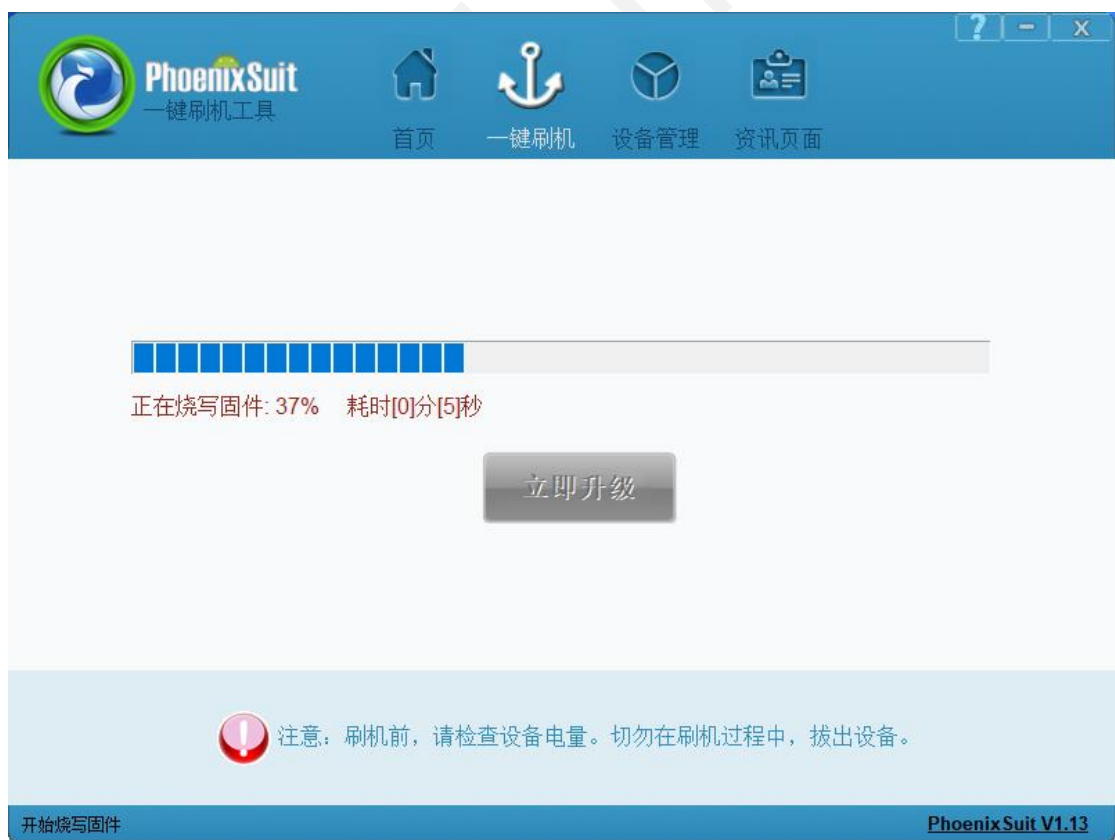 ? - x
PhoenixSuit
一键刷机工具
首页 一键刷机 设备管理 资讯页面
正在烧写固件: 37% 耗时[0]分[5]秒
立即升级
注意：刷机前，请检查设备电量。切勿在刷机过程中，拔出设备。
开始烧写固件 PhoenixSuit V1.13